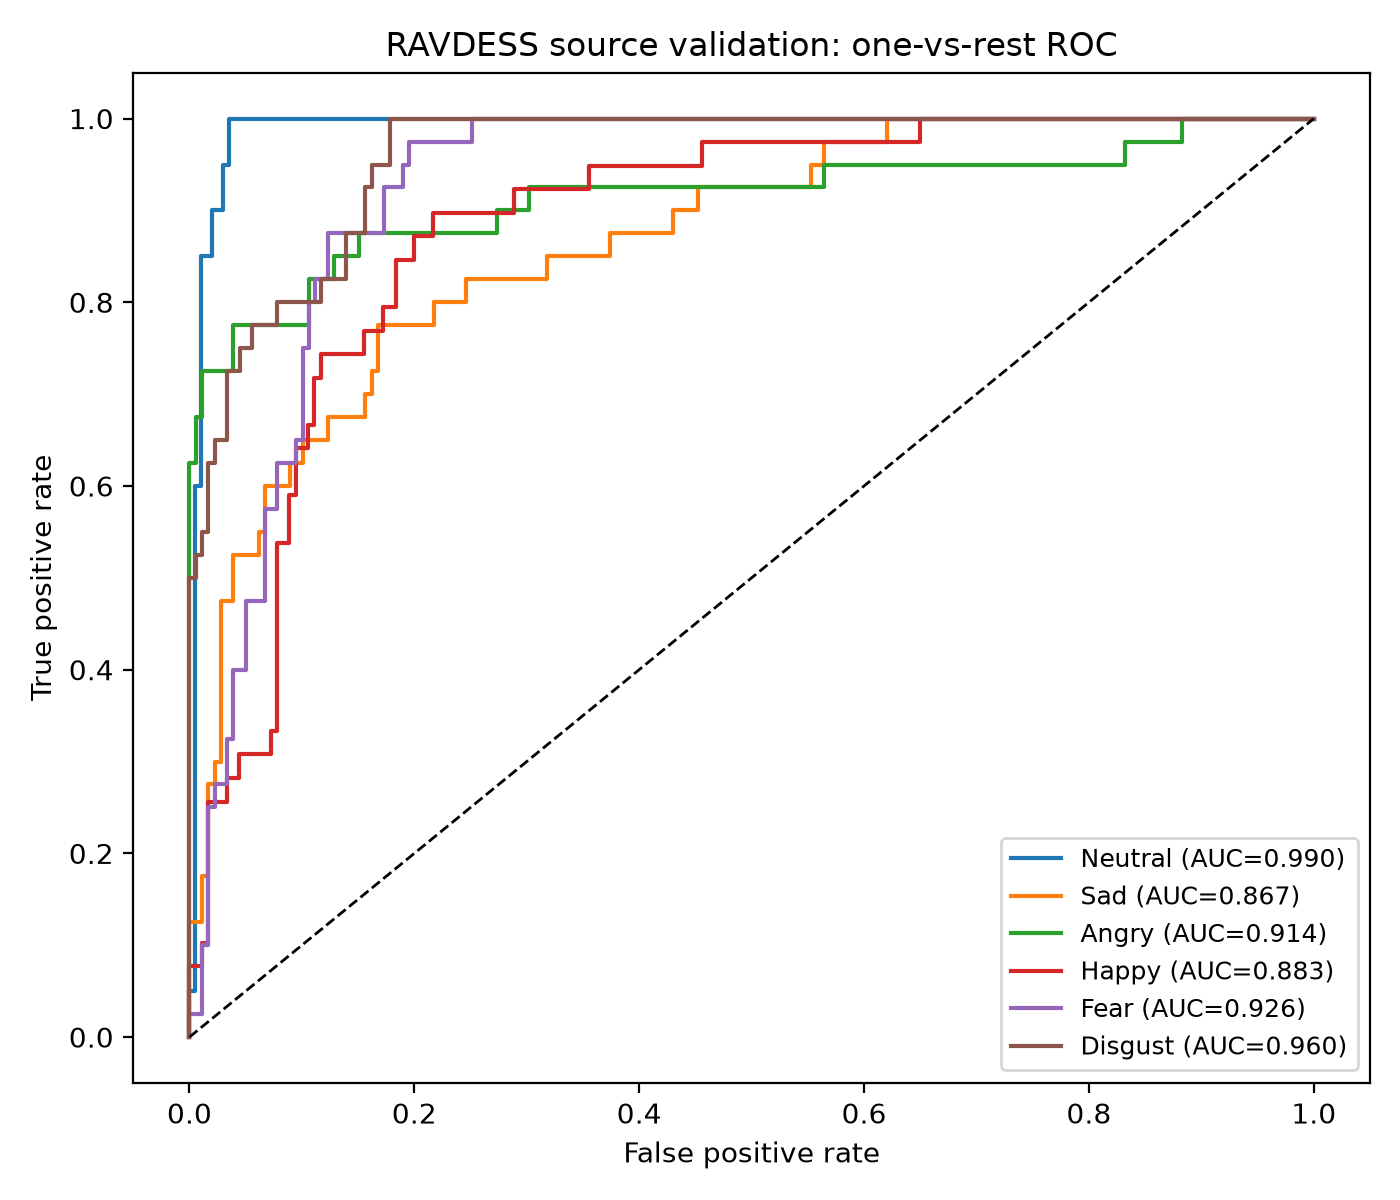 RAVDESS source validation: one-vs-rest ROC
True positive rate
1.0
0.8
0.6
0.4
0.2
0.0
Neutral (AUC=0.990)
Sad (AUC=0.867)
Angry (AUC=0.914)
Happy (AUC=0.883)
Fear (AUC=0.926)
Disgust (AUC=0.960)
0.0 0.2 0.4 0.6 0.8 1.0
False positive rate